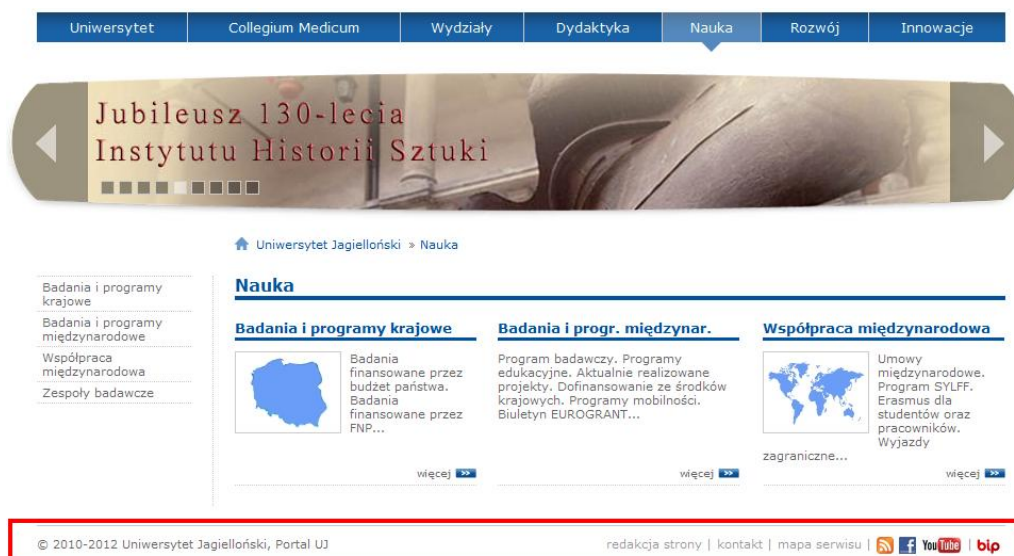 Uniwersytet Collegium Medicum Wydziały Dydaktyka Nauka Rozwój Innowacje
Jubileusz 130-lecia
Instytutu Historii Sztuki
Uniwersytet Jagielloński » Nauka
Badania i programy
krajowe
Badania i programy
międzynarodowe
Współpraca
międzynarodowa
Zespoły badawcze
Nauka
Badania i programy krajowe
Badania
finansowane przez
budżet państwa.
Badania
finansowane przez
FNP...
więcej
Badania i progr. międzynar.
Program badawczy. Programy
edukacyjne. Aktualnie realizowane
projekty. Dofinansowanie ze środków
krajowych. Programy mobilności.
Biuletyn EUROGRANT...
więcej
Współpraca międzynarodowa
Umowy
międzynarodowe.
Program SYLFF.
Erasmus dla
studentów oraz
pracowników.
Wyjazdy
zagraniczne...
więcej
© 2010-2012 Uniwersytet Jagielloński, Portal UJ redakcja strony | kontakt | mapa serwisu | f YouTube | bip